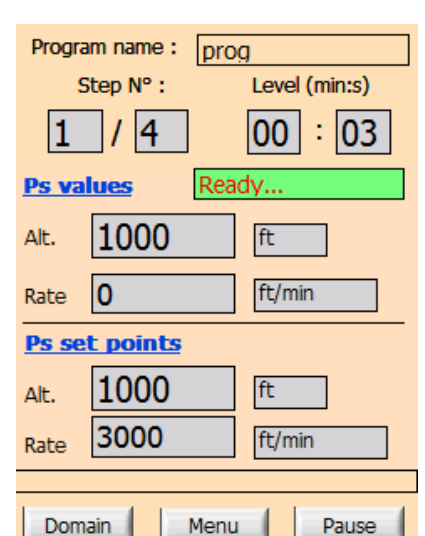 Program name : prog
Step N° : Level (min:s)
1 / 4 00 : 03
Ps values Ready...
Alt. 1000 ft
Rate 0 ft/min
Ps set points
Alt. 1000 ft
Rate 3000 ft/min
Domain Menu Pause